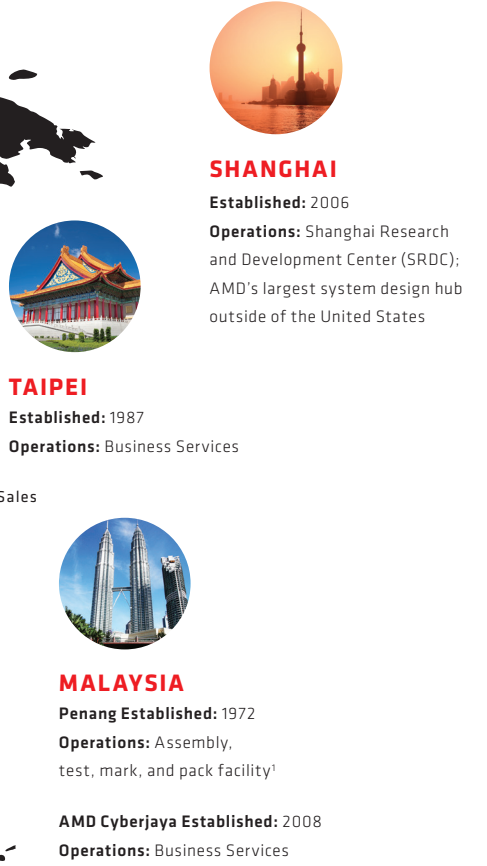 SHANGHAI
Established: 2006
Operations: Shanghai Research
and Development Center (SRDC);
AMD's largest system design hub
outside of the United States
TAIPEI
Established: 1987
Operations: Business Services
Sales
MALAYSIA
Penang Established: 1972
Operations: Assembly,
test, mark, and pack facility¹
AMD Cyberjaya Established: 2008
Operations: Business Services